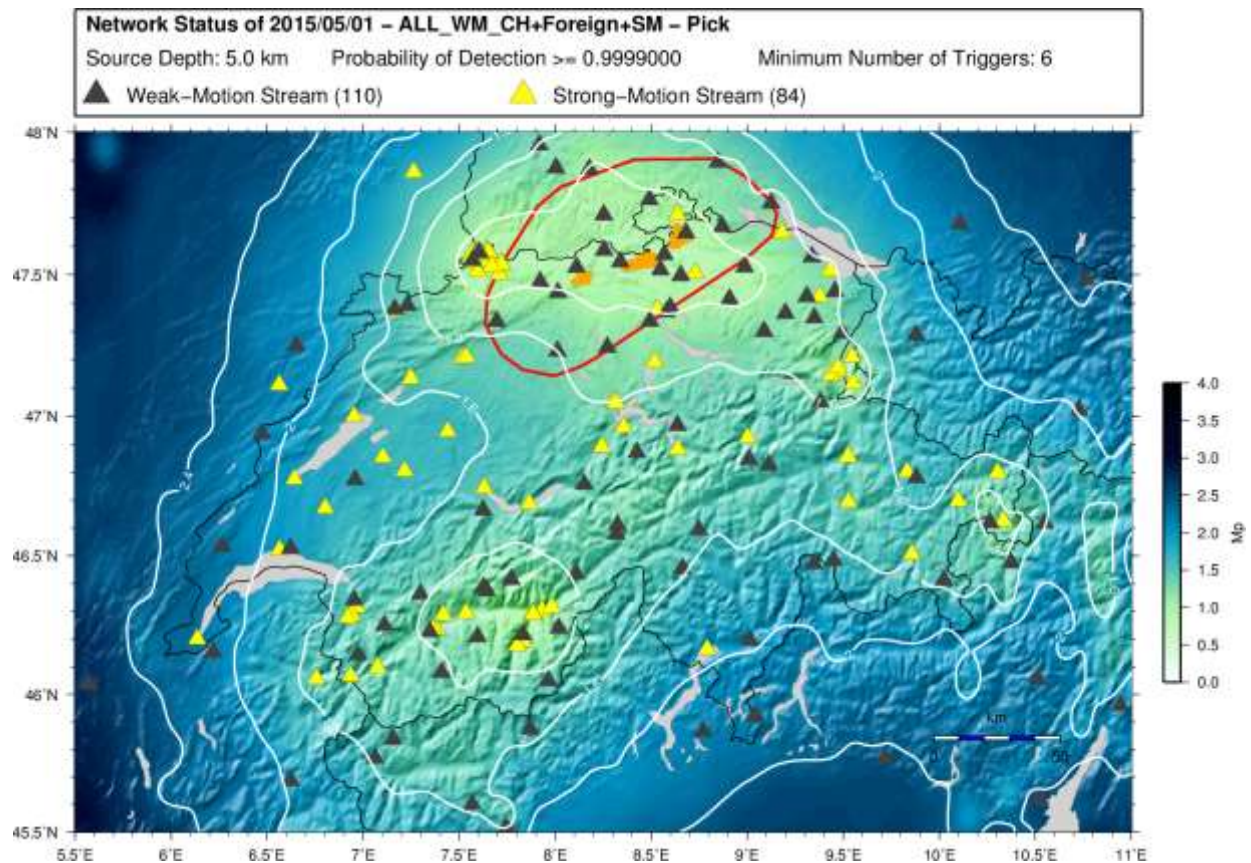 Network Status of 2015/05/01 – ALL_WM_CH+Foreign+SM – Pick
Source Depth: 5.0 km Probability of Detection >= 0.9999000 Minimum Number of Triggers: 6
Weak–Motion Stream (110) Strong–Motion Stream (84)
48˚N
47.5˚N
47˚N
46.5˚N
46˚N
45.5˚N
2.4
km
0 50
5.5˚E 6˚E 6.5˚E 7˚E 7.5˚E 8˚E 8.5˚E 9˚E 9.5˚E 10˚E 10.5˚E 11˚E
4.0
3.5
3.0
2.5
2.0
1.5
1.0
0.5
0.0
Mp